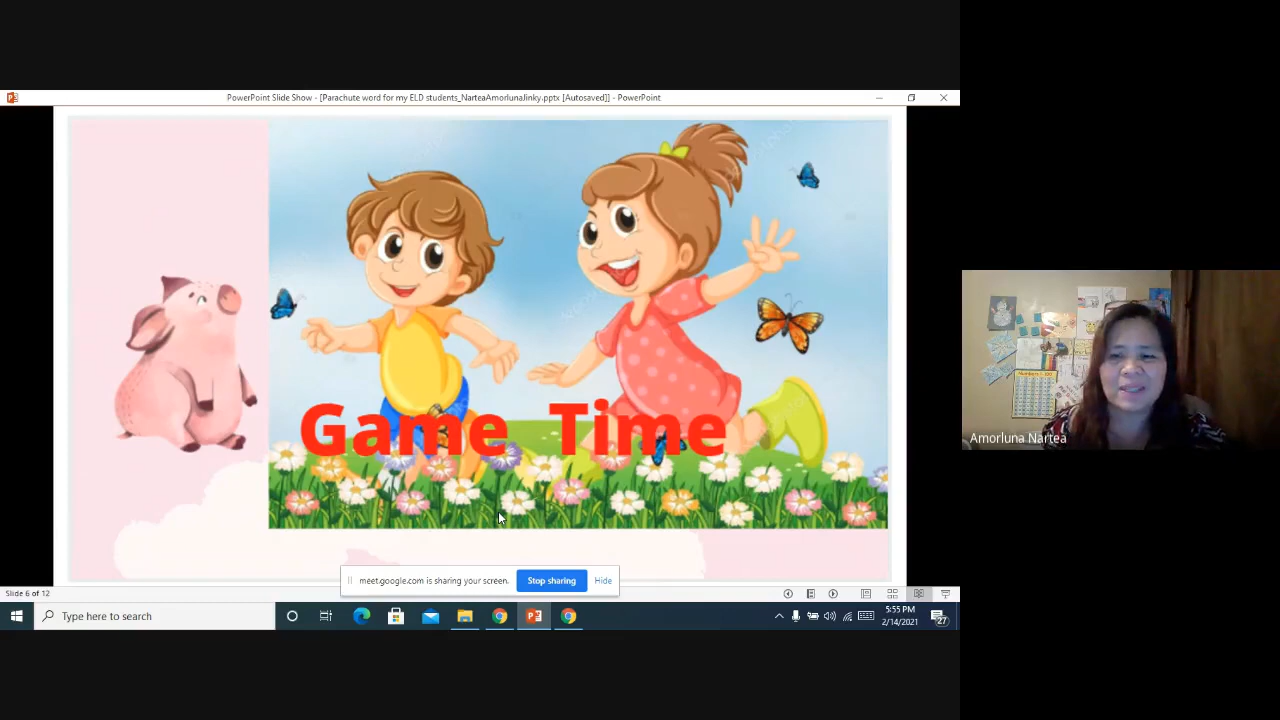 PowerPoint Slide Show - [Parachute word for my ELD students_NarteaAmorlunaJinky.pptx [Autosaved]] - PowerPoint
Game Time
Amorluna Nartea
meet.google.com is sharing your screen.
Stop sharing
Hide
Slide 6 of 12
Type here to search
5:55 PM
2/14/2021
27